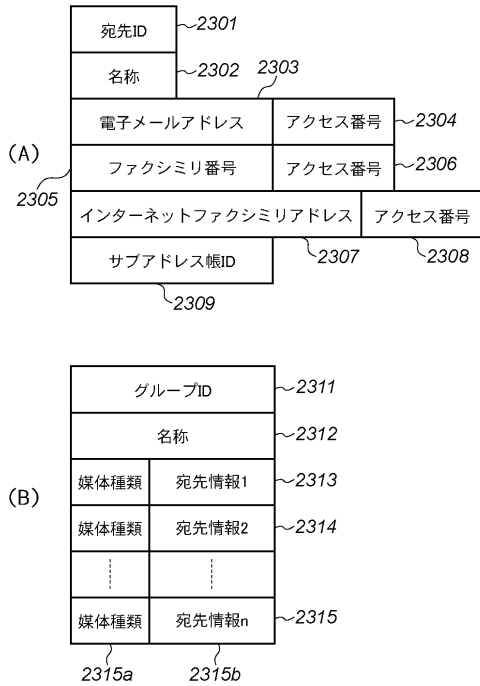 宛先ID 2301
名称 2302
2303
電子メールアドレス アクセス番号 2304
(A)
ファクシミリ番号 アクセス番号 2306
2305
インターネットファクシミリアドレス アクセス番号
サブアドレス帳ID 2307 2308
2309
グループID 2311
名称 2312
媒体種類 宛先情報1 2313
(B)
媒体種類 宛先情報2 2314
媒体種類 宛先情報n 2315
2315a 2315b